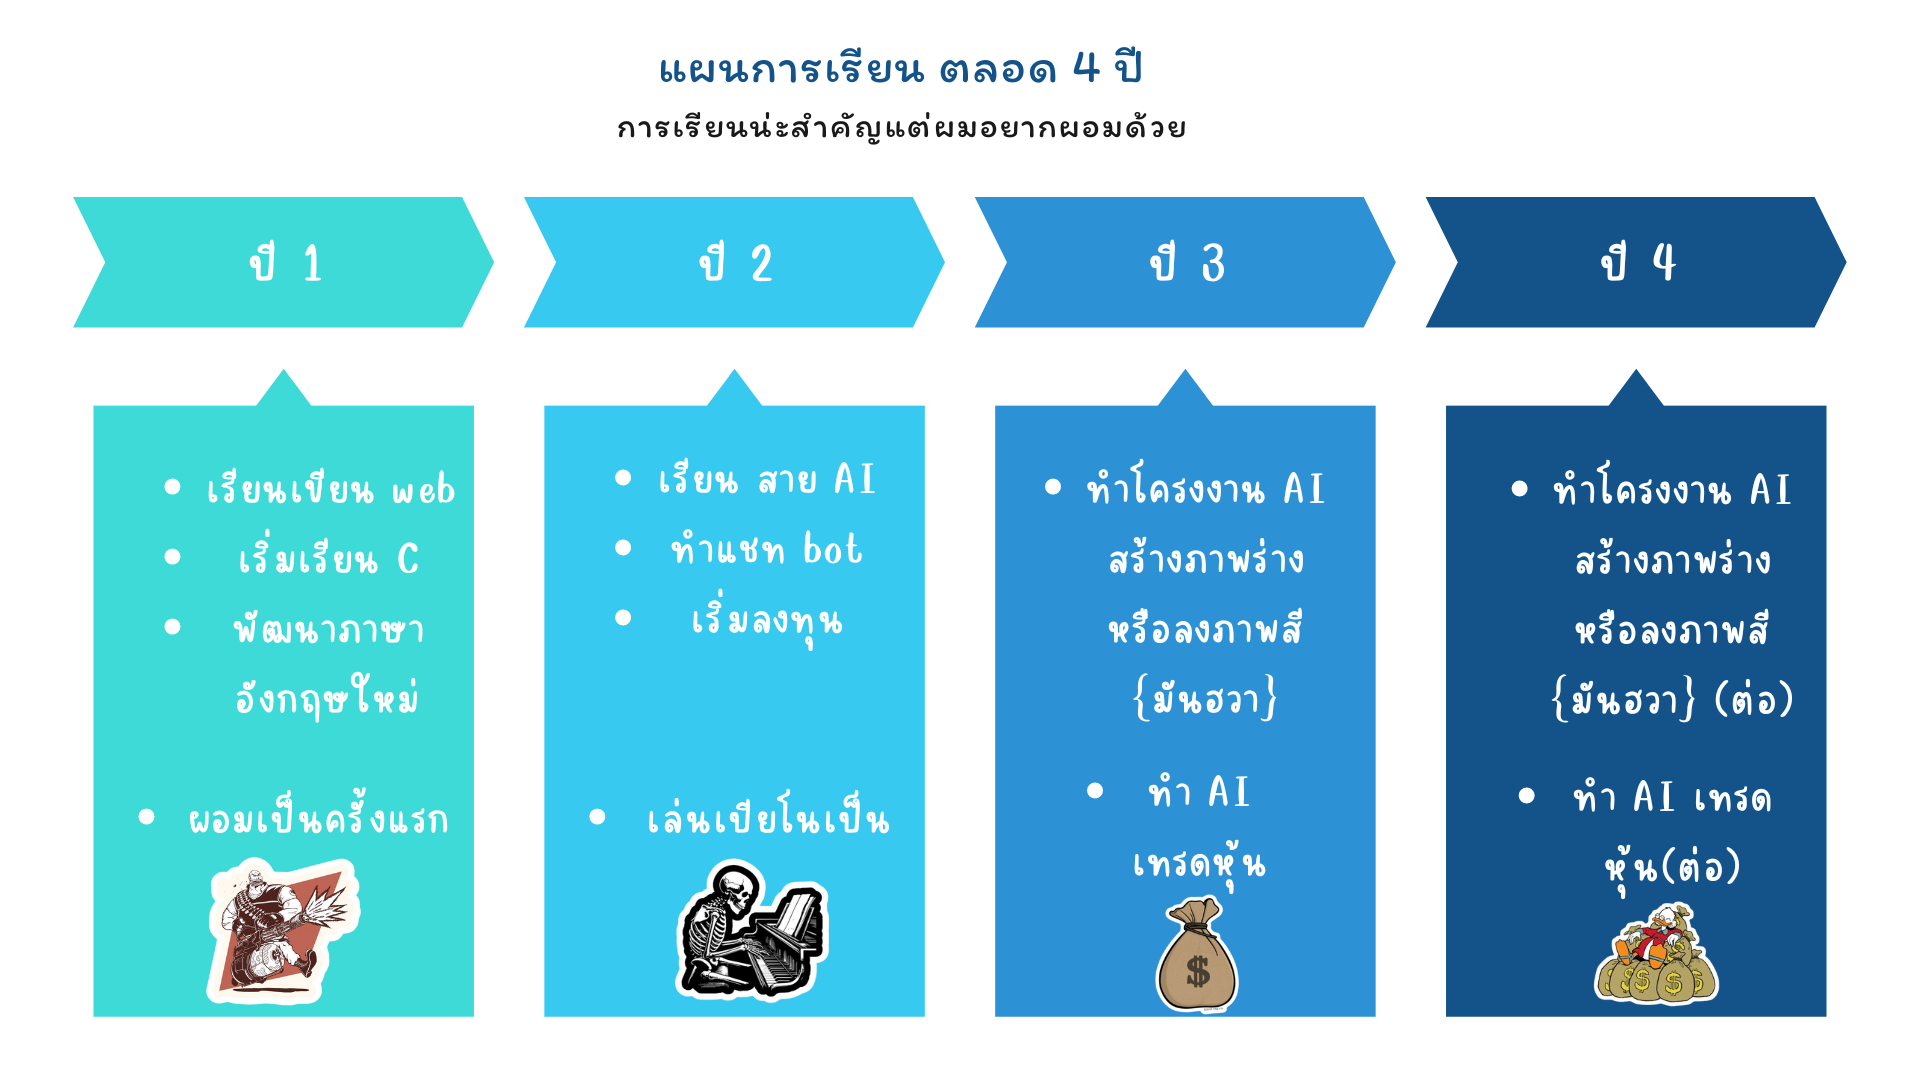 แผนการเรียน ตลอด 4 ปี
การเรียนน่ะสำคัญแต่ผมอยากผอมด้วย
ปี 1
เรียนเขียน web
เริ่มเรียน C
พัฒนาภาษา
อังกฤษใหม่
ผอมเป็นครั้งแรก
ปี 2
เรียน สาย AI
ทำแชท bot
เริ่มลงทุน
เล่นเปียโนเป็น
ปี 3
ทำโครงงาน AI
สร้างภาพร่าง
หรือลงภาพสี
{มันฮวา}
ทำ AI
เทรดหุ้น
$
ปี 4
ทำโครงงาน AI
สร้างภาพร่าง
หรือลงภาพสี
{มันฮวา} (ต่อ)
ทำ AI เทรด
หุ้น(ต่อ)
$ $ $ $ $